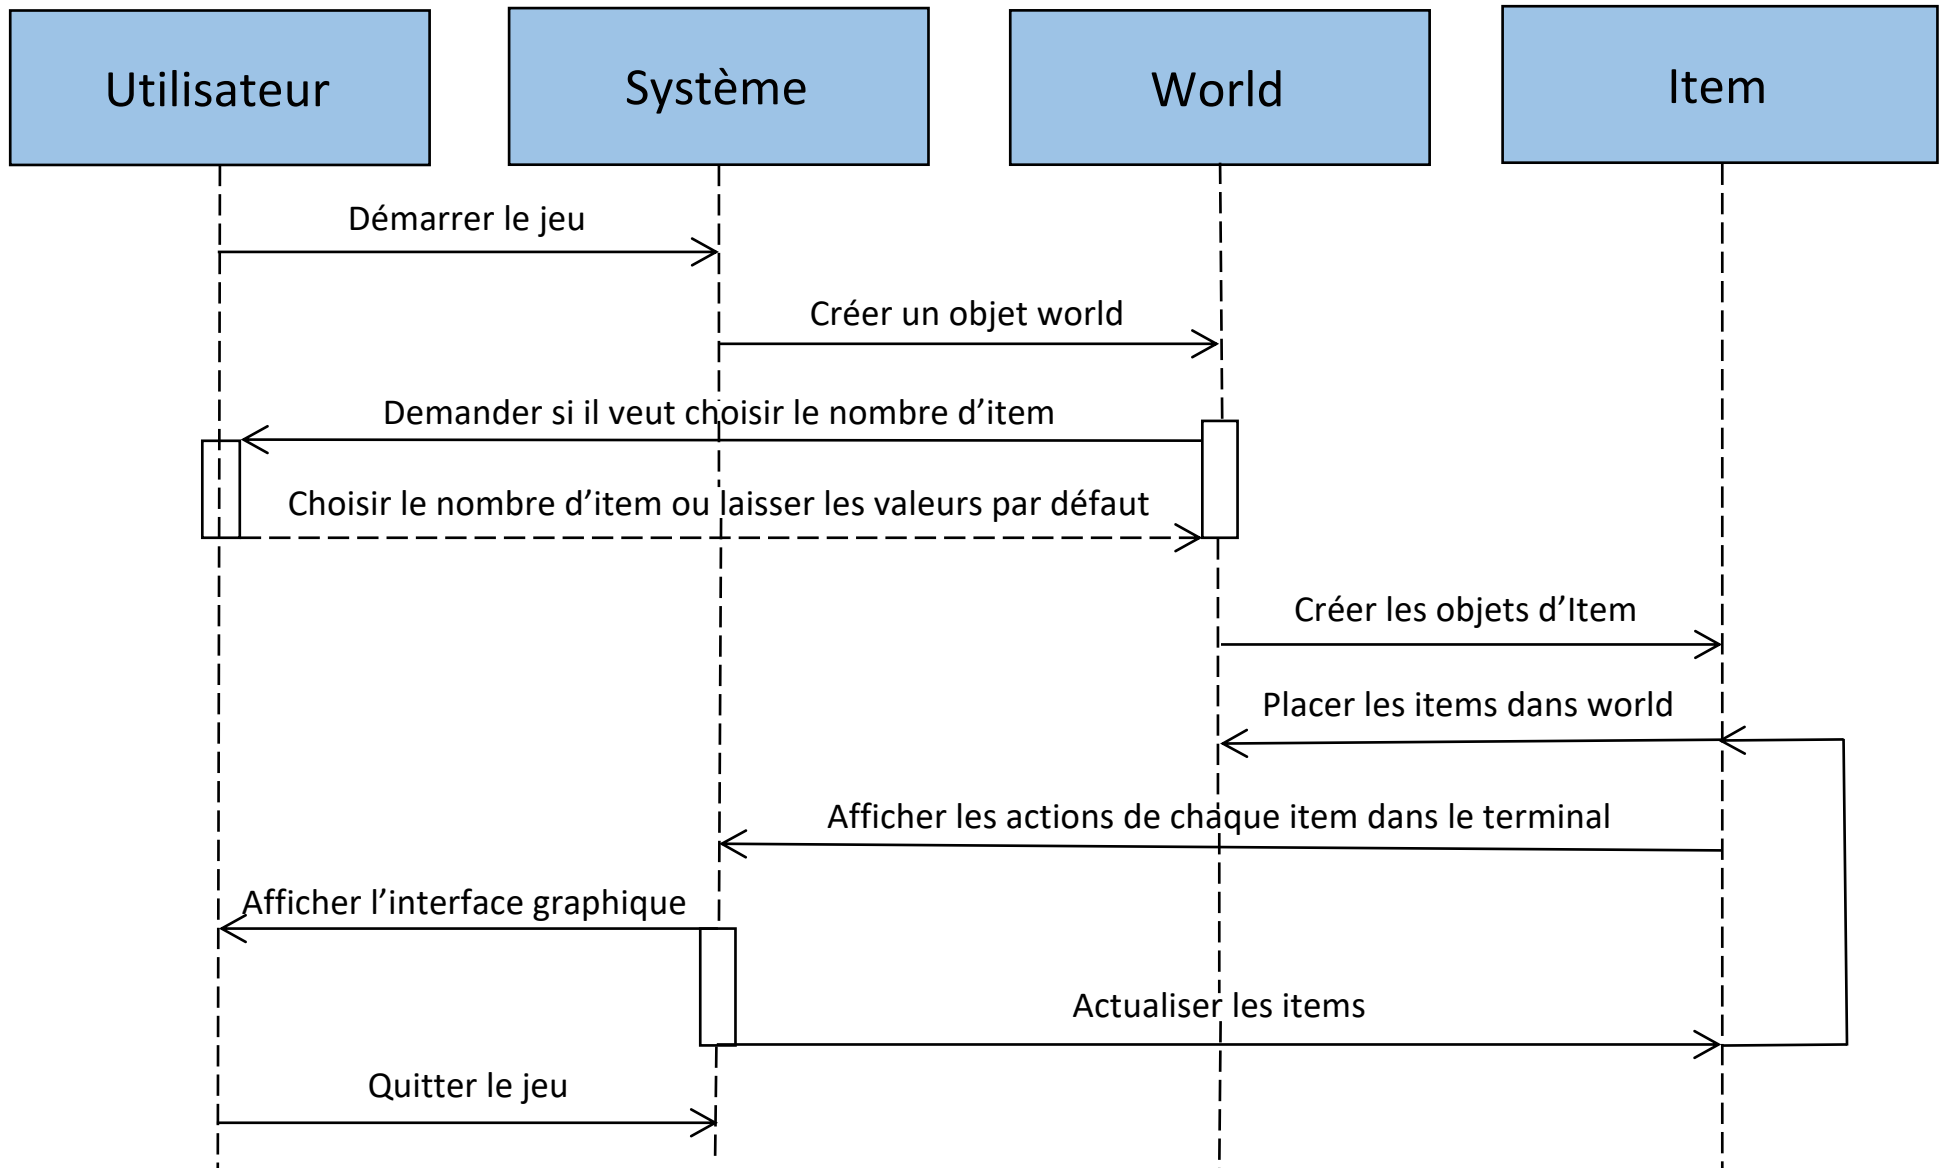 Utilisateur
Système
World
Item
Démarrer le jeu
Créer un objet world
Demander si il veut choisir le nombre d’item
Choisir le nombre d’item ou laisser les valeurs par défaut
Créer les objets d’Item
Placer les items dans world
Afficher les actions de chaque item dans le terminal
Afficher l’interface graphique
Actualiser les items
Quitter le jeu